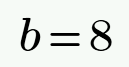 b = 8